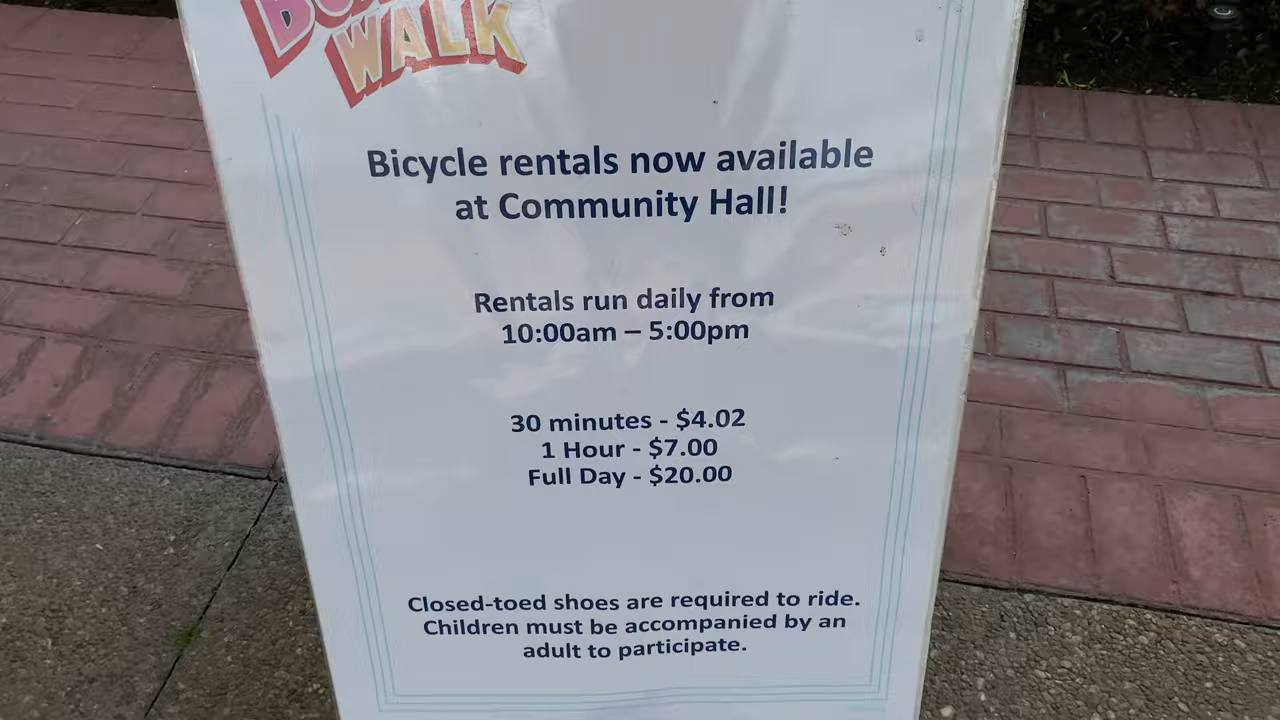 WALK
Bicycle rentals now available
at Community Hall!
Rentals run daily from
10:00am – 5:00pm
30 minutes - $4.02
1 Hour - $7.00
Full Day - $20.00
Closed-toed shoes are required to ride.
Children must be accompanied by an
adult to participate.